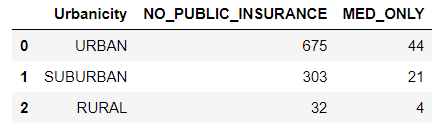 Urbanicity NO_PUBLIC_INSURANCE MED_ONLY
0 URBAN 675 44
1 SUBURBAN 303 21
2 RURAL 32 4